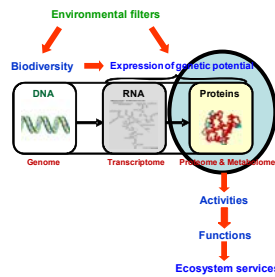 Environmental filters
Biodiversity
Expression of genetic potential
DNA
RNA
Proteins
Genome
Transcriptome
Proteome & Metabolome
Activities
Functions
Ecosystem services